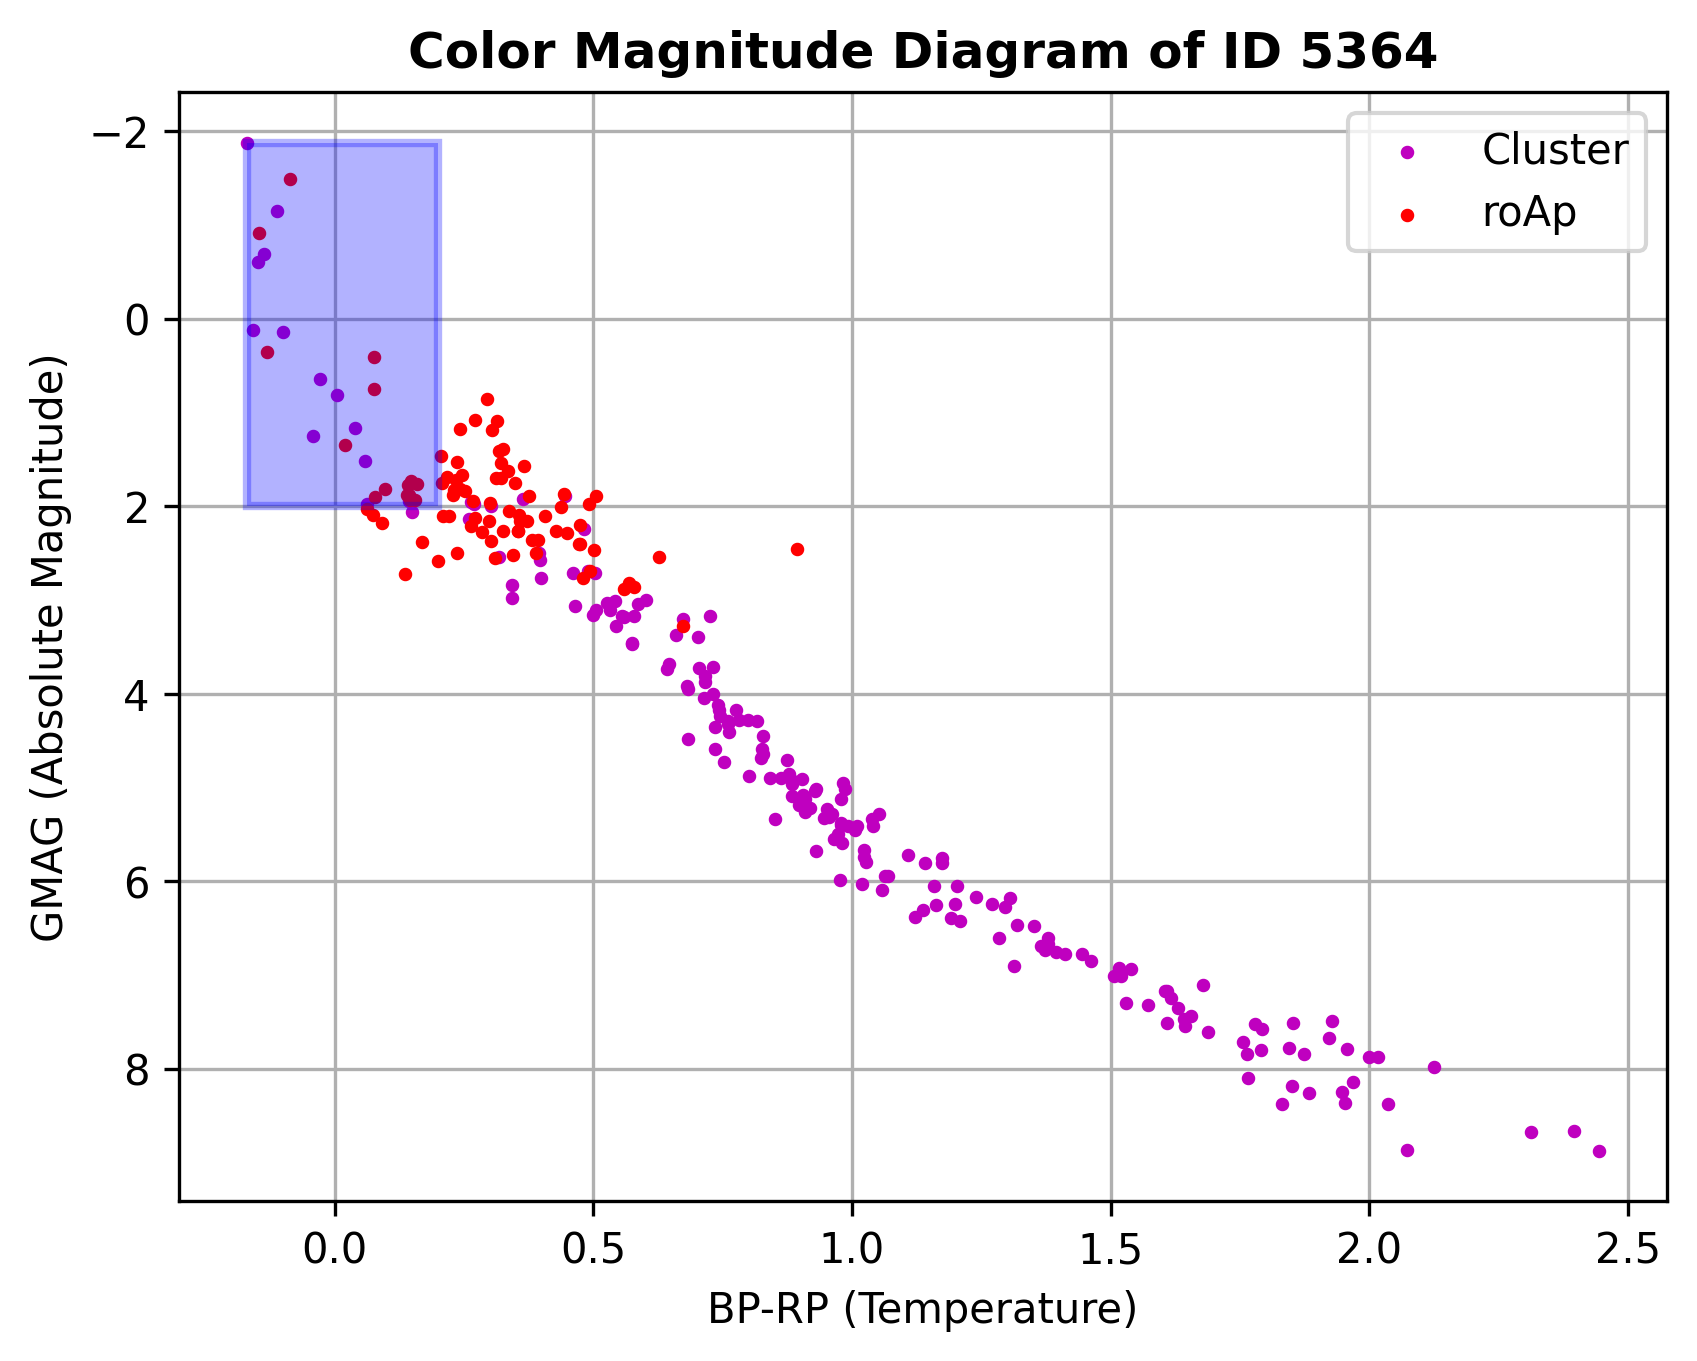 Color Magnitude Diagram of ID 5364
Cluster
roAp
GMAG (Absolute Magnitude)
−2
0
2
4
6
8
0.0 0.5 1.0 1.5 2.0 2.5
BP-RP (Temperature)